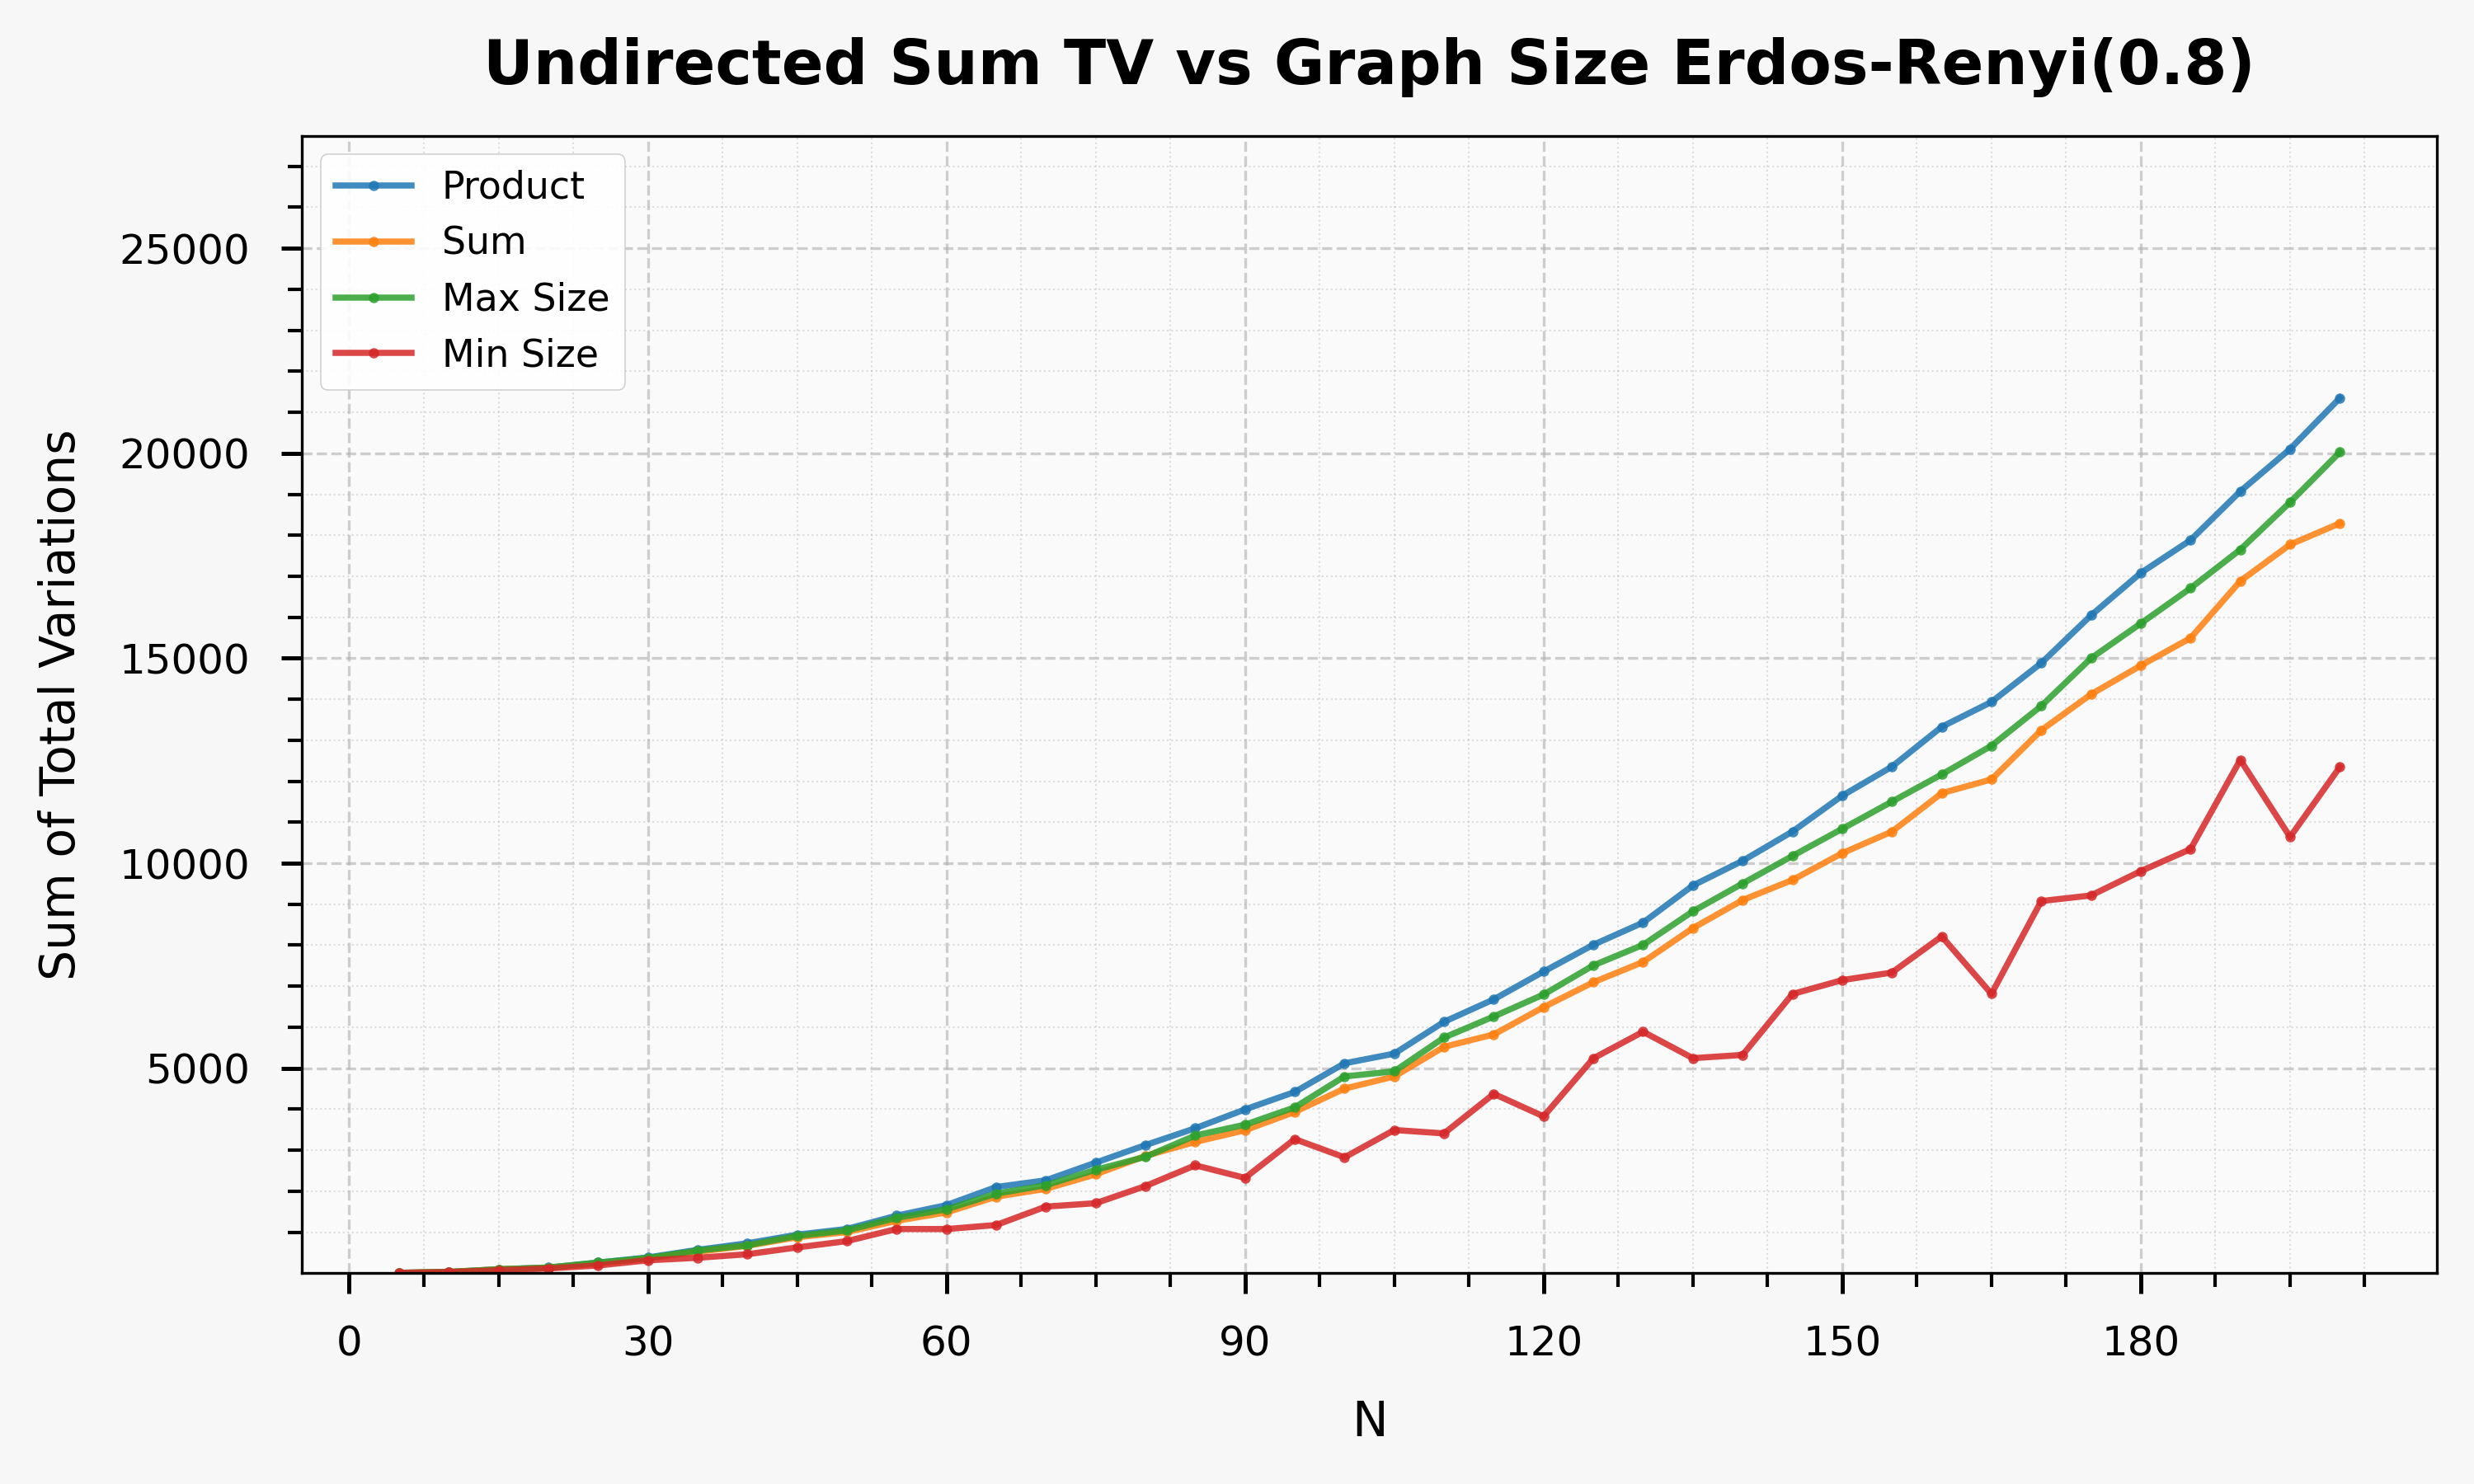 Undirected Sum TV vs Graph Size Erdos-Renyi(0.8)
Product
Sum
Max Size
Min Size
25000
20000
15000
10000
5000
Sum of Total Variations
0 30 60 90 120 150 180
N